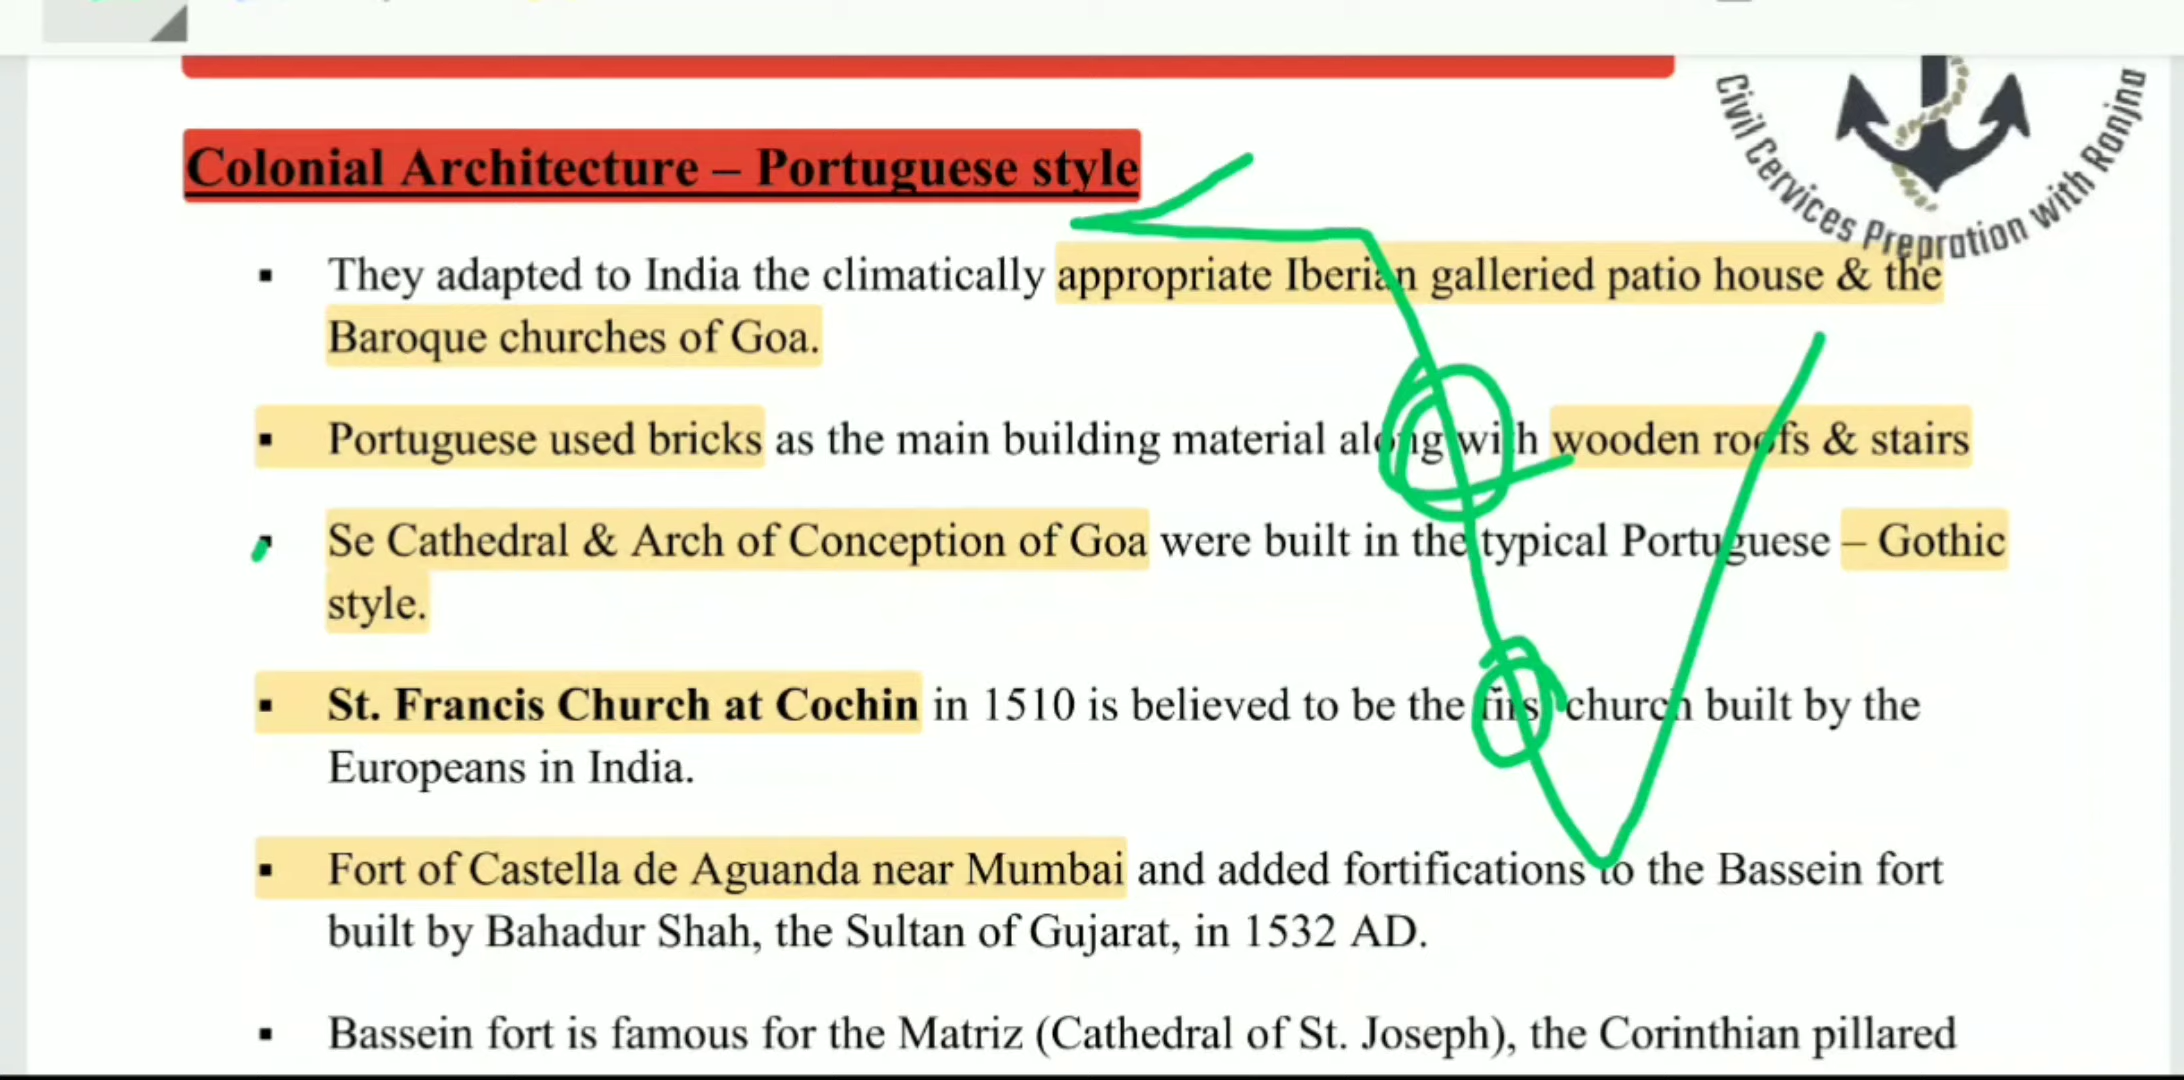 Civil Cervices Prepration with Ranjna
Colonial Architecture – Portuguese style
▪ They adapted to India the climatically appropriate Iberian galleried patio house & the
Baroque churches of Goa.
▪ Portuguese used bricks as the main building material along with wooden roofs & stairs
▪ Se Cathedral & Arch of Conception of Goa were built in the typical Portuguese – Gothic
style.
▪ St. Francis Church at Cochin in 1510 is believed to be the first church built by the
Europeans in India.
▪ Fort of Castella de Aguanda near Mumbai and added fortifications to the Bassein fort
built by Bahadur Shah, the Sultan of Gujarat, in 1532 AD.
▪ Bassein fort is famous for the Matriz (Cathedral of St. Joseph), the Corinthian pillared